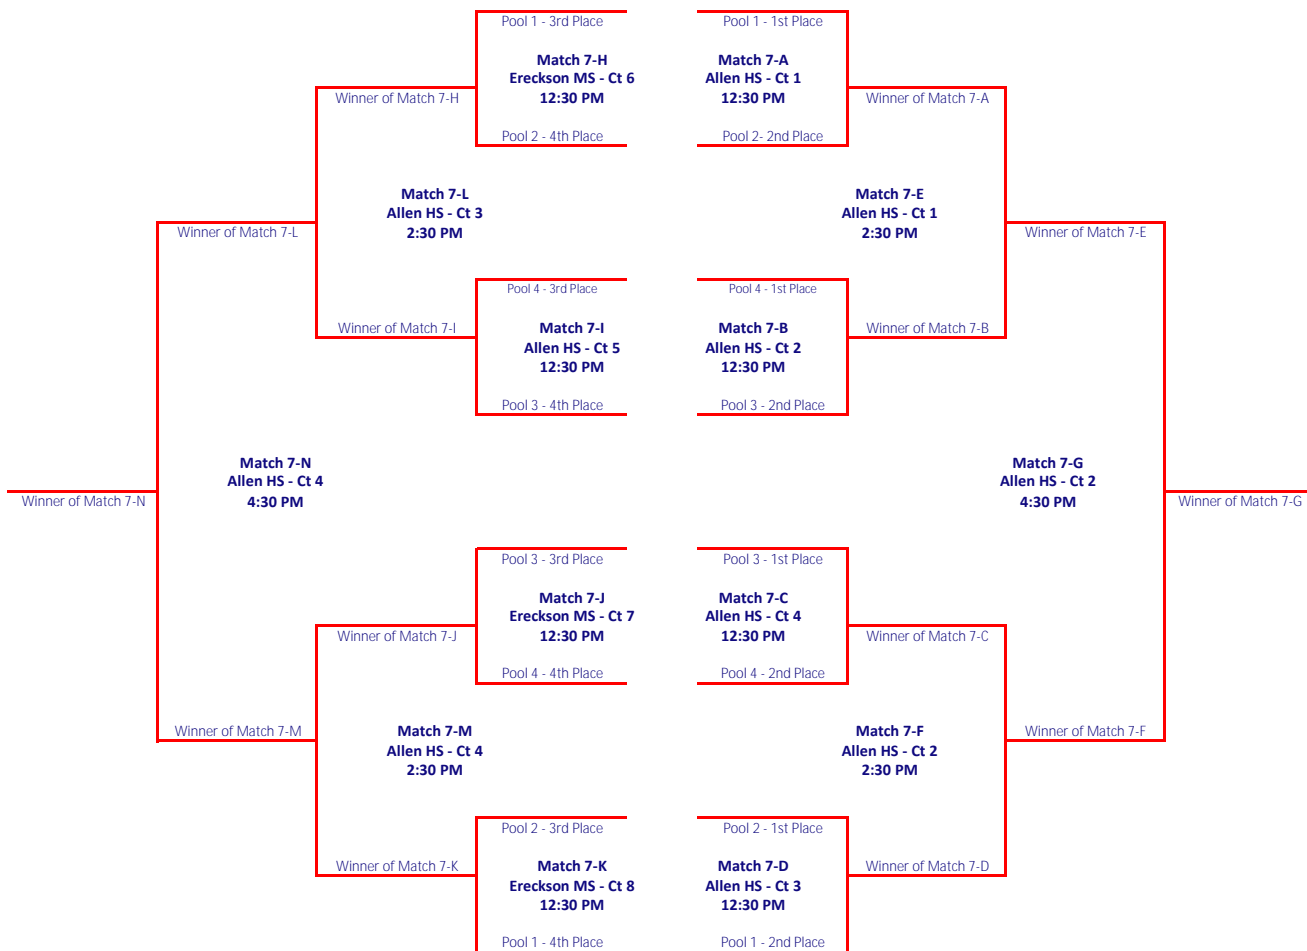 Pool 1 - 3rd Place
Pool 1 - 1st Place
Match 7-H
Ereckson MS - Ct 6
12:30 PM
Match 7-A
Allen HS - Ct 1
12:30 PM
Winner of Match 7-H
Winner of Match 7-A
Pool 2 - 4th Place
Pool 2- 2nd Place
Match 7-L
Allen HS - Ct 3
2:30 PM
Match 7-E
Allen HS - Ct 1
2:30 PM
Winner of Match 7-L
Winner of Match 7-E
Pool 4 - 3rd Place
Pool 4 - 1st Place
Winner of Match 7-I
Match 7-I
Allen HS - Ct 5
12:30 PM
Match 7-B
Allen HS - Ct 2
12:30 PM
Winner of Match 7-B
Pool 3 - 4th Place
Pool 3 - 2nd Place
Match 7-N
Allen HS - Ct 4
4:30 PM
Match 7-G
Allen HS - Ct 2
4:30 PM
Winner of Match 7-N
Winner of Match 7-G
Pool 3 - 3rd Place
Pool 3 - 1st Place
Match 7-J
Ereckson MS - Ct 7
12:30 PM
Match 7-C
Allen HS - Ct 4
12:30 PM
Winner of Match 7-J
Winner of Match 7-C
Pool 4 - 4th Place
Pool 4 - 2nd Place
Winner of Match 7-M
Match 7-M
Allen HS - Ct 4
2:30 PM
Match 7-F
Allen HS - Ct 2
2:30 PM
Winner of Match 7-F
Pool 2 - 3rd Place
Pool 2 - 1st Place
Winner of Match 7-K
Match 7-K
Ereckson MS - Ct 8
12:30 PM
Match 7-D
Allen HS - Ct 3
12:30 PM
Winner of Match 7-D
Pool 1 - 4th Place
Pool 1 - 2nd Place